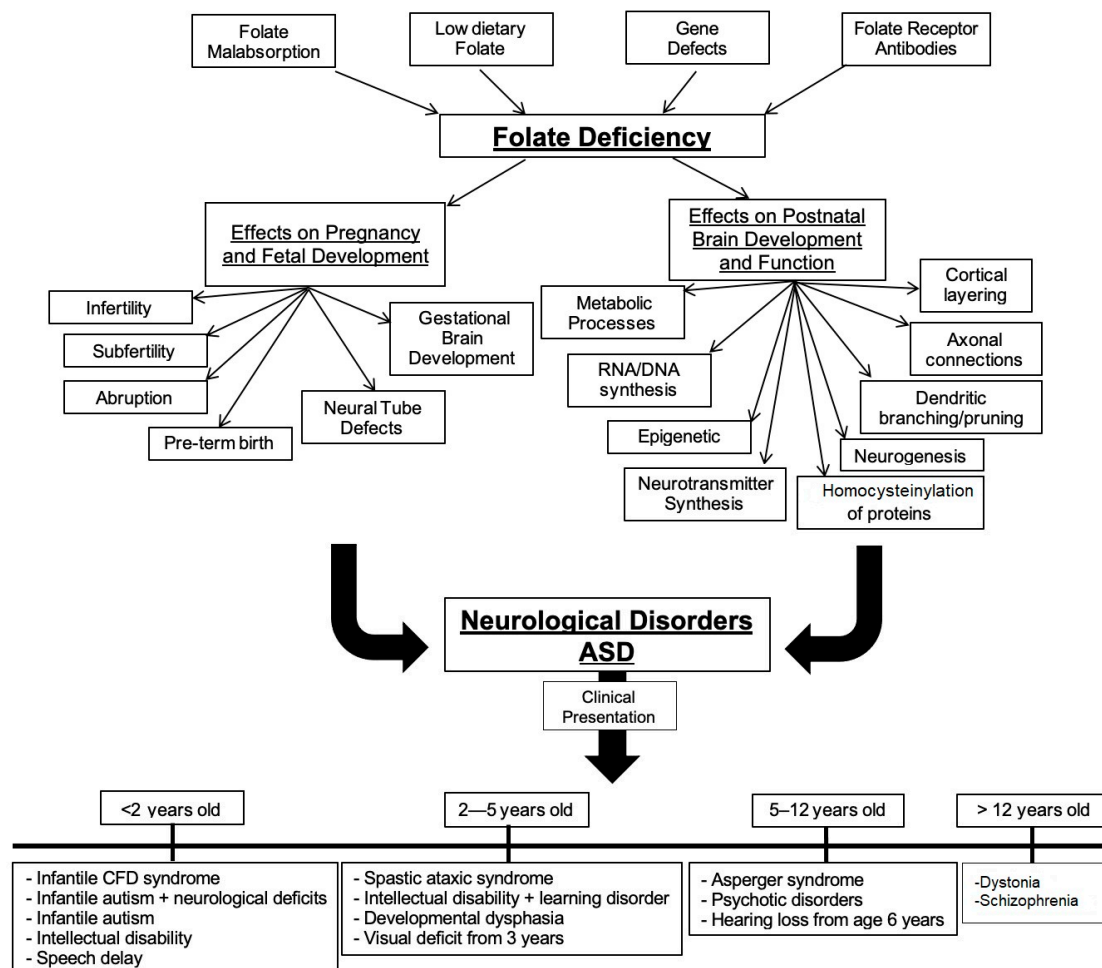 Folate
Malabsorption
Low dietary
Folate
Gene
Defects
Folate Receptor
Antibodies
Folate Deficiency
Effects on Pregnancy
and Fetal Development
Effects on Postnatal
Brain Development
and Function
Infertility
Subfertility
Abruption
Pre-term birth
Neural Tube
Defects
Gestational
Brain
Development
Metabolic
Processes
RNA/DNA
synthesis
Epigenetic
Neurotransmitter
Synthesis
Homocysteinylation
of proteins
Neurogenesis
Dendritic
branching/pruning
Axonal
connections
Cortical
layering
Neurological Disorders
ASD
Clinical
Presentation
<2 years old
- Infantile CFD syndrome
- Infantile autism + neurological deficits
- Infantile autism
- Intellectual disability
- Speech delay
2—5 years old
- Spastic ataxic syndrome
- Intellectual disability + learning disorder
- Developmental dysphasia
- Visual deficit from 3 years
5–12 years old
- Asperger syndrome
- Psychotic disorders
- Hearing loss from age 6 years
> 12 years old
-Dystonia
-Schizophrenia